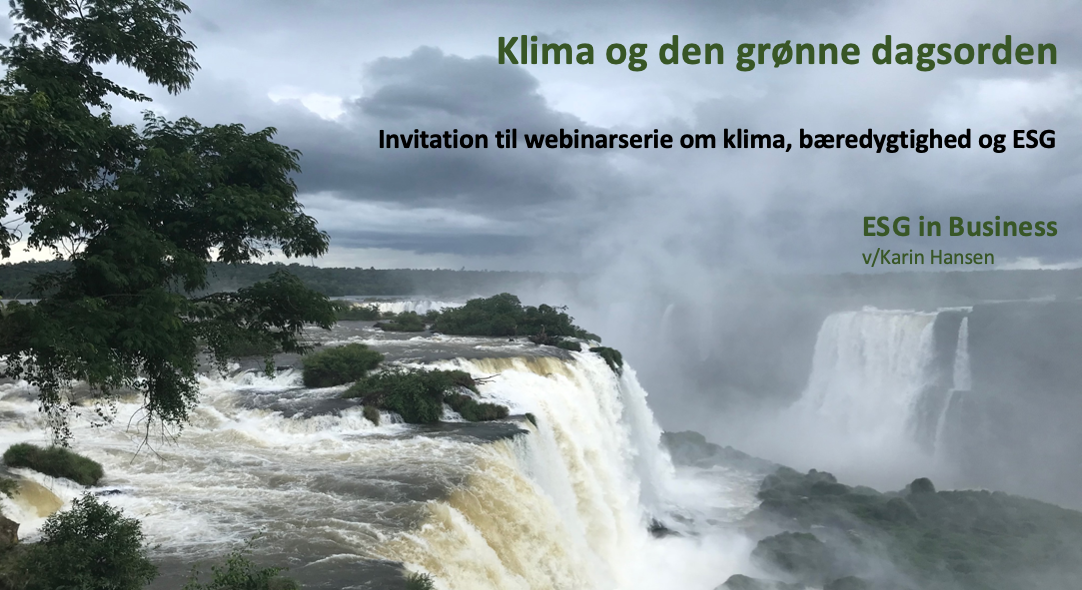 Klima og den grønne dagsorden
Invitation til webinarserie om klima, bæredygtighed og ESG
ESG in Business
v/Karin Hansen